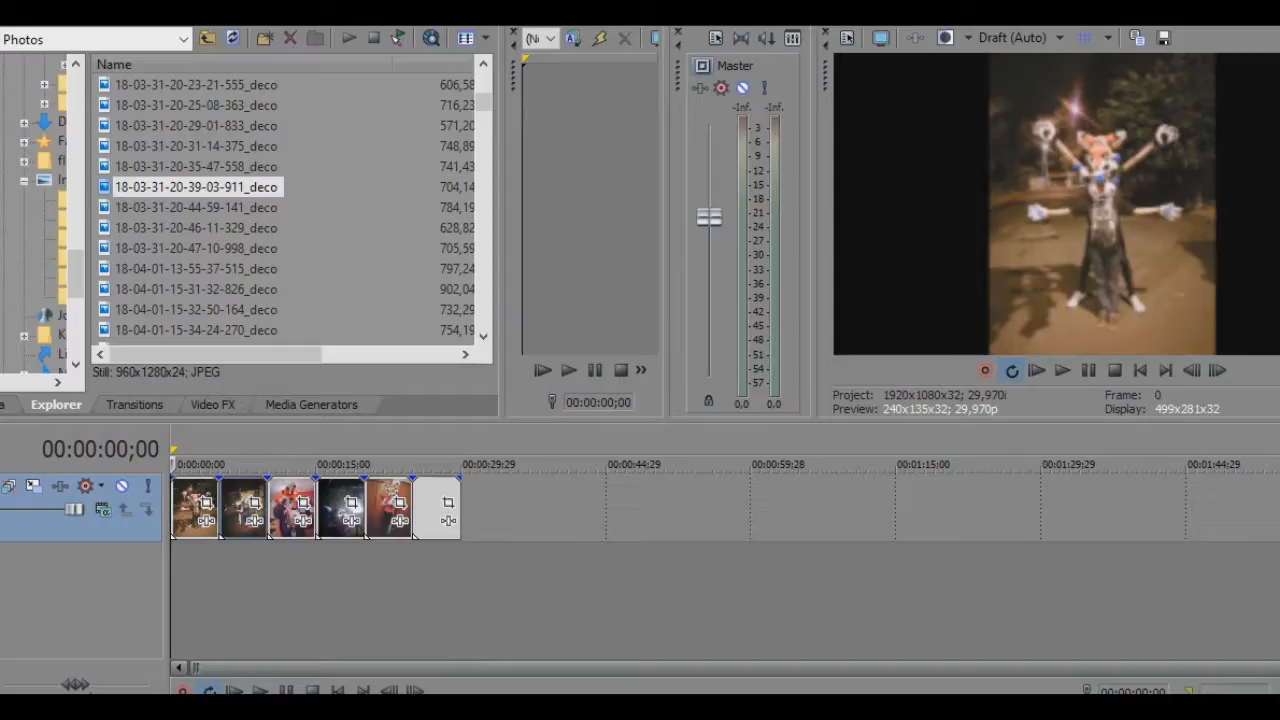 Photos
Draft (Auto)
Name
Master
18-03-31-20-23-21-555_deco 606,58
18-03-31-20-25-08-363_deco 716,23
18-03-31-20-29-01-833_deco 571,20
18-03-31-20-31-14-375_deco 748,89
18-03-31-20-35-47-558_deco 741,43
18-03-31-20-39-03-911_deco 704,14
18-03-31-20-44-59-141_deco 784,19
18-03-31-20-46-11-329_deco 628,82
18-03-31-20-47-10-998_deco 705,59
18-04-01-13-55-37-515_deco 797,24
18-04-01-15-31-32-826_deco 902,04
18-04-01-15-32-50-164_deco 732,29
18-04-01-15-34-24-270_deco 754,19
-Inf. -Inf.
3
6
9
12
15
18
21
24
27
30
33
36
39
42
45
48
51
54
57
0,0 0,0
Still: 960x1280x24; JPEG
Explorer Transitions Video FX Media Generators
00:00:00;00
Project: 1920x1080x32; 29,970i
Preview: 240x135x32; 29,970p
Frame: 0
Display: 499x281x32
00:00:00;00
0:00:00;00 00:00:15:00 00:00:29:29 00:00:44:29 00:00:59:28 00:01:15:00 00:01:29:29 00:01:44:29